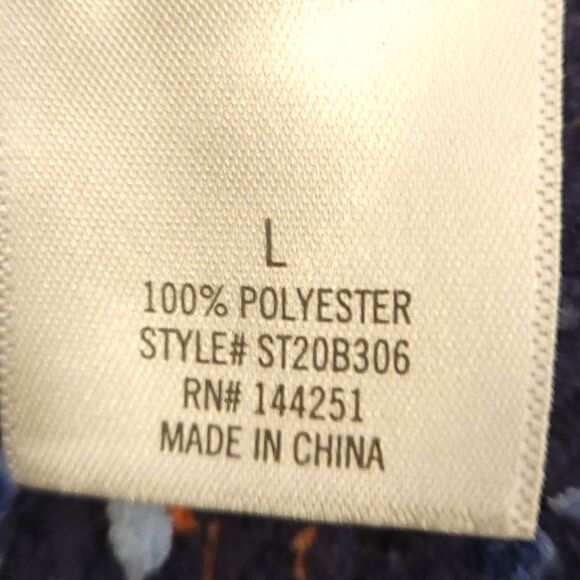 L
100% POLYESTER
STYLE# ST20B306
RN# 144251
MADE IN CHINA